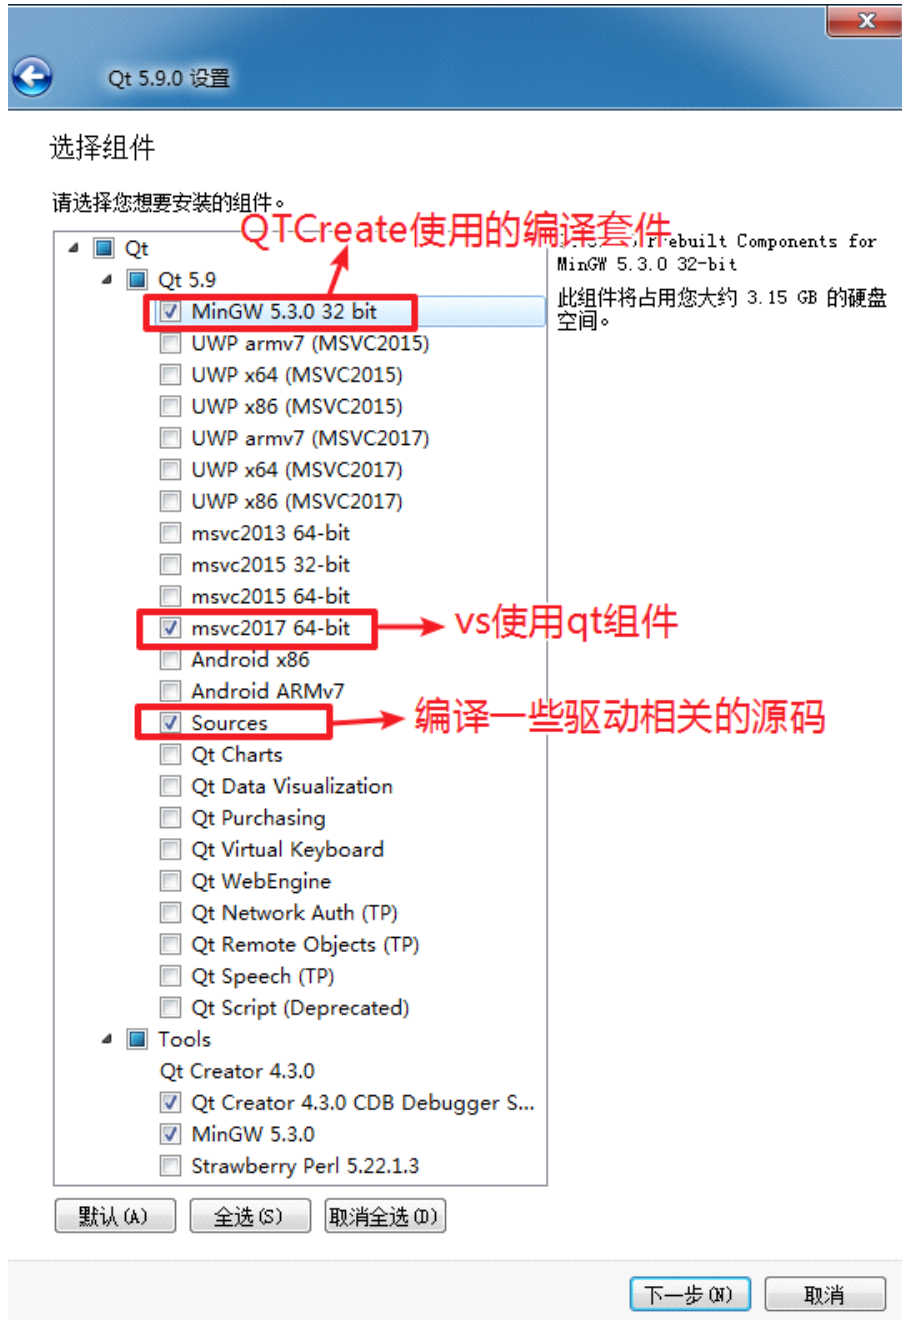 Qt 5.9.0 设置
选择组件
请选择您想要安装的组件。
QTCreate使用的编译套件
Qt
Prebuilt Components for
MinGW 5.3.0 32-bit
Qt 5.9
此组件将占用您大约 3.15 GB 的硬盘
空间。
MinGW 5.3.0 32 bit
UWP armv7 (MSVC2015)
UWP x64 (MSVC2015)
UWP x86 (MSVC2015)
UWP armv7 (MSVC2017)
UWP x64 (MSVC2017)
UWP x86 (MSVC2017)
msvc2013 64-bit
msvc2015 32-bit
msvc2015 64-bit
msvc2017 64-bit
vs使用qt组件
Android x86
Android ARMv7
Sources
编译一些驱动相关的源码
Qt Charts
Qt Data Visualization
Qt Purchasing
Qt Virtual Keyboard
Qt WebEngine
Qt Network Auth (TP)
Qt Remote Objects (TP)
Qt Speech (TP)
Qt Script (Deprecated)
Tools
Qt Creator 4.3.0
Qt Creator 4.3.0 CDB Debugger S...
MinGW 5.3.0
Strawberry Perl 5.22.1.3
默认(A)
全选(S)
取消全选(D)
下一步(N)
取消